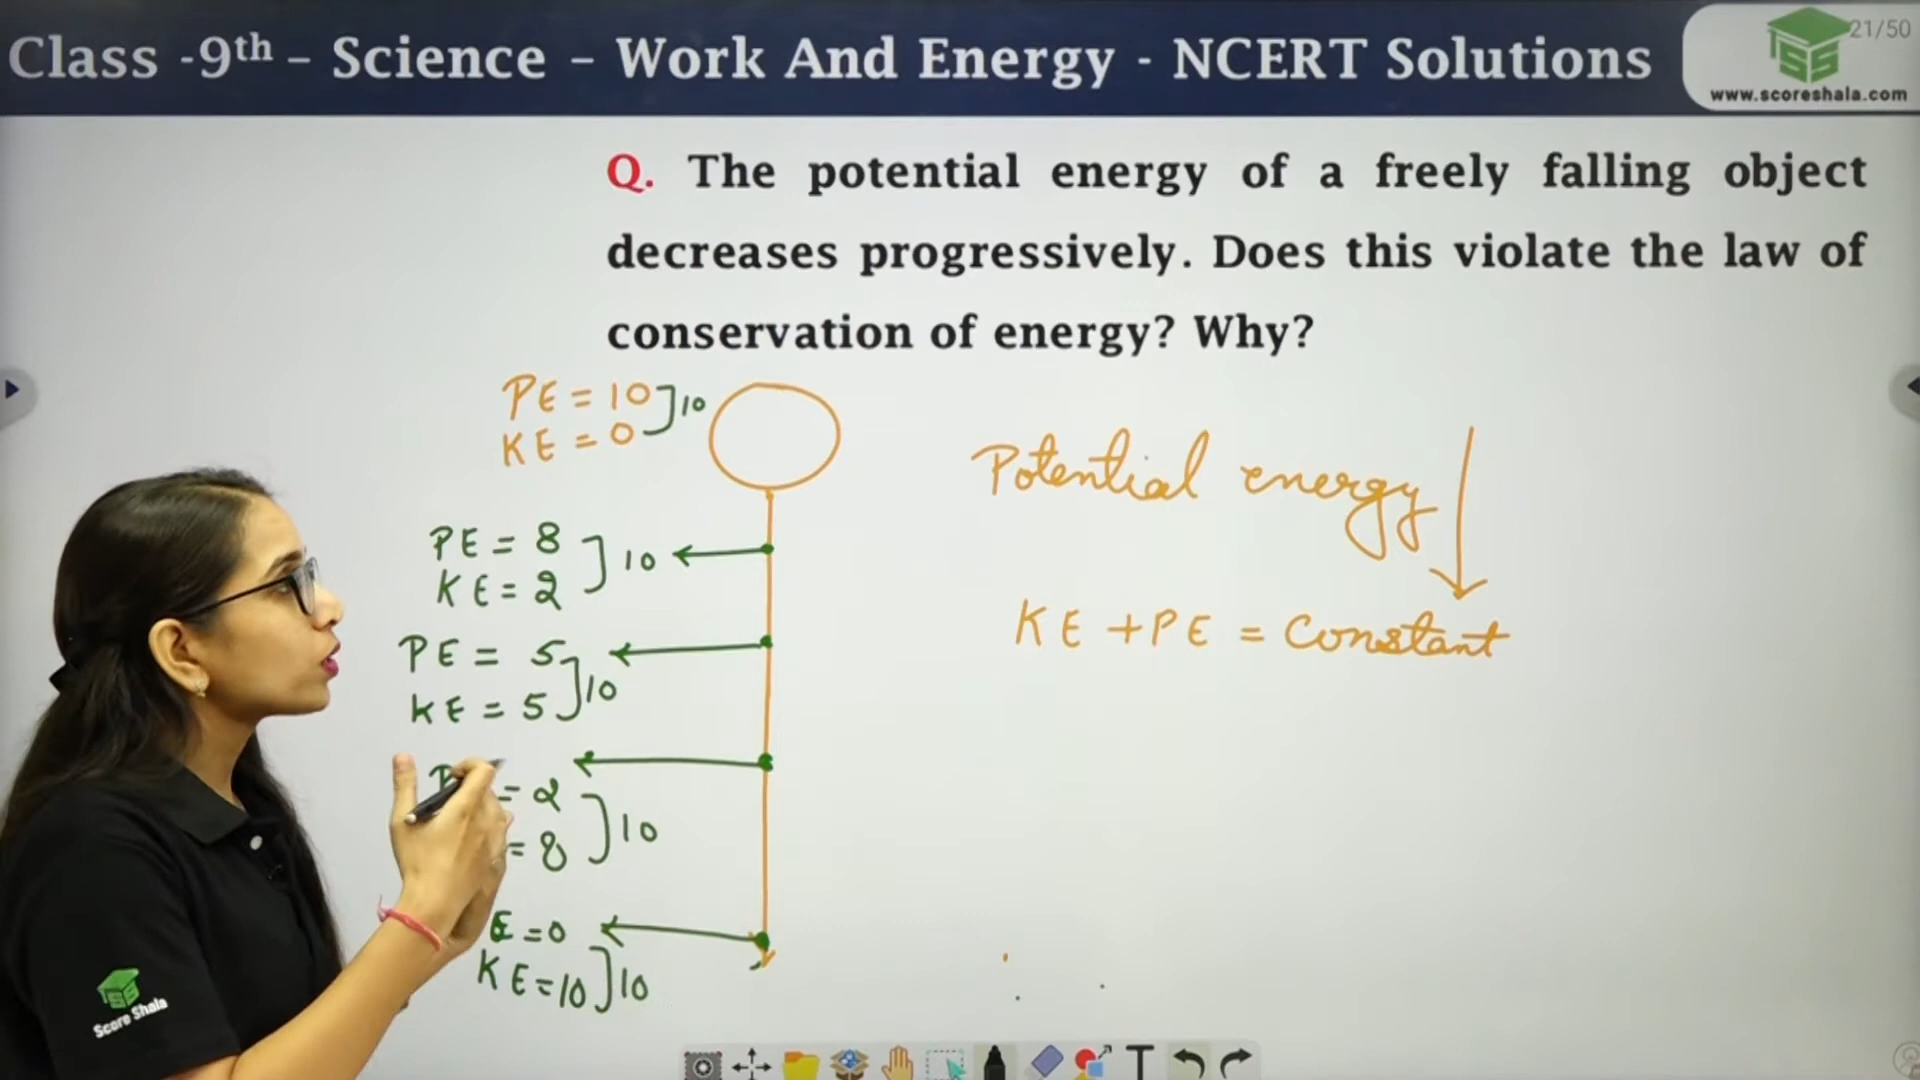 Class -9th – Science – Work And Energy - NCERT Solutions
21/50
www.scoreshala.com
Q. The potential energy of a freely falling object
decreases progressively. Does this violate the law of
conservation of energy? Why?
PE = 10 ] 10
KE = 0
Potential energy
PE = 8 ] 10
KE = 2
KE + PE = Constant
PE = 5 ] 10
KE = 5
= 2 ] 10
= 8
E = 0
KE = 10 ] 10
Score Shala
T